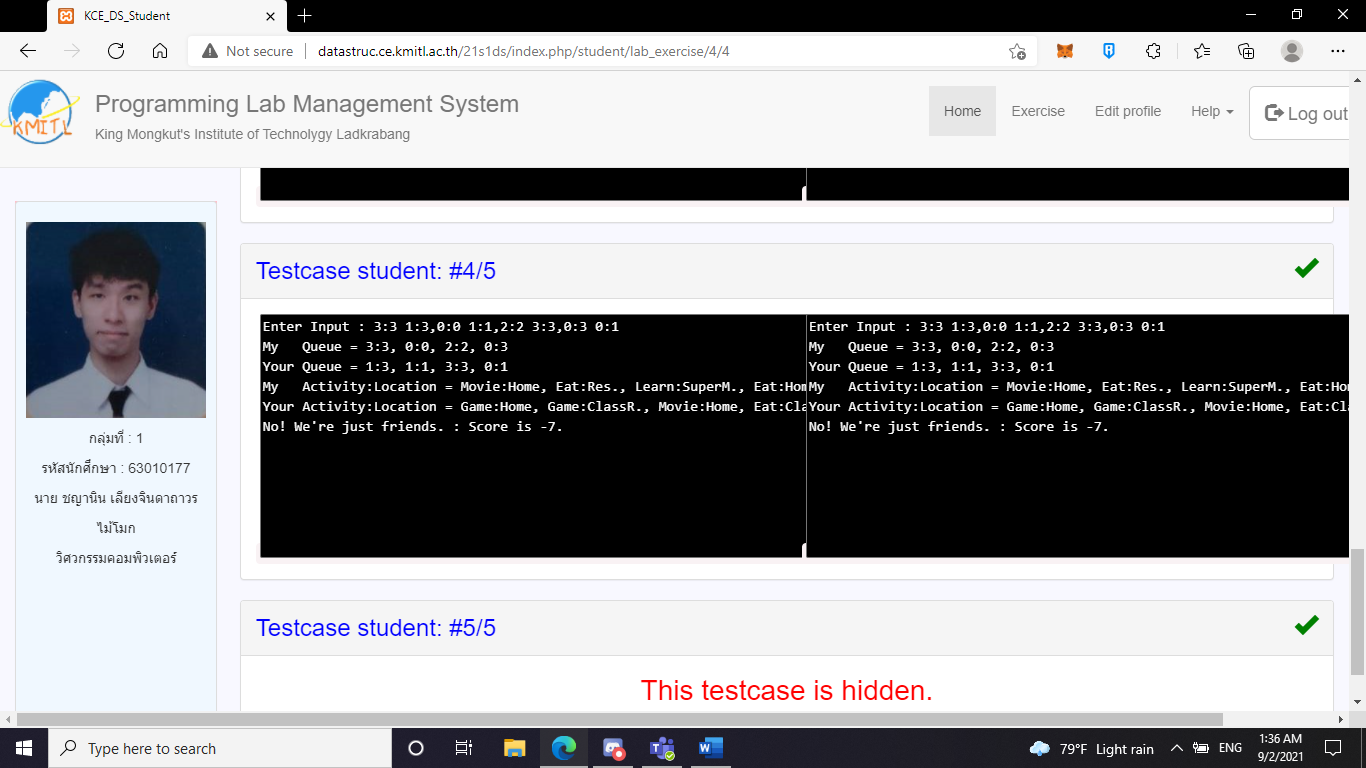 KCE_DS_Student
Not secure
datastruc.ce.kmitl.ac.th/21s1ds/index.php/student/lab_exercise/4/4
KMITL
Programming Lab Management System
King Mongkut's Institute of Technolygy Ladkrabang
Home
Exercise
Edit profile
Help
Log out
กลุ่มที่ : 1
รหัสนักศึกษา : 63010177
นาย ชญานิน เลียงจินดาถาวร
ไม้โมก
วิศวกรรมคอมพิวเตอร์
Testcase student: #4/5
Enter Input : 3:3 1:3,0:0 1:1,2:2 3:3,0:3 0:1
My   Queue = 3:3, 0:0, 2:2, 0:3
Your Queue = 1:3, 1:1, 3:3, 0:1
My   Activity:Location = Movie:Home, Eat:Res., Learn:SuperM., Eat:Hom
Your Activity:Location = Game:Home, Game:ClassR., Movie:Home, Eat:Cla
No! We're just friends. : Score is -7.
Enter Input : 3:3 1:3,0:0 1:1,2:2 3:3,0:3 0:1
My   Queue = 3:3, 0:0, 2:2, 0:3
Your Queue = 1:3, 1:1, 3:3, 0:1
My   Activity:Location = Movie:Home, Eat:Res., Learn:SuperM., Eat:Hom
Your Activity:Location = Game:Home, Game:ClassR., Movie:Home, Eat:Cla
No! We're just friends. : Score is -7.
Testcase student: #5/5
This testcase is hidden.
Type here to search
79°F Light rain
ENG
1:36 AM
9/2/2021